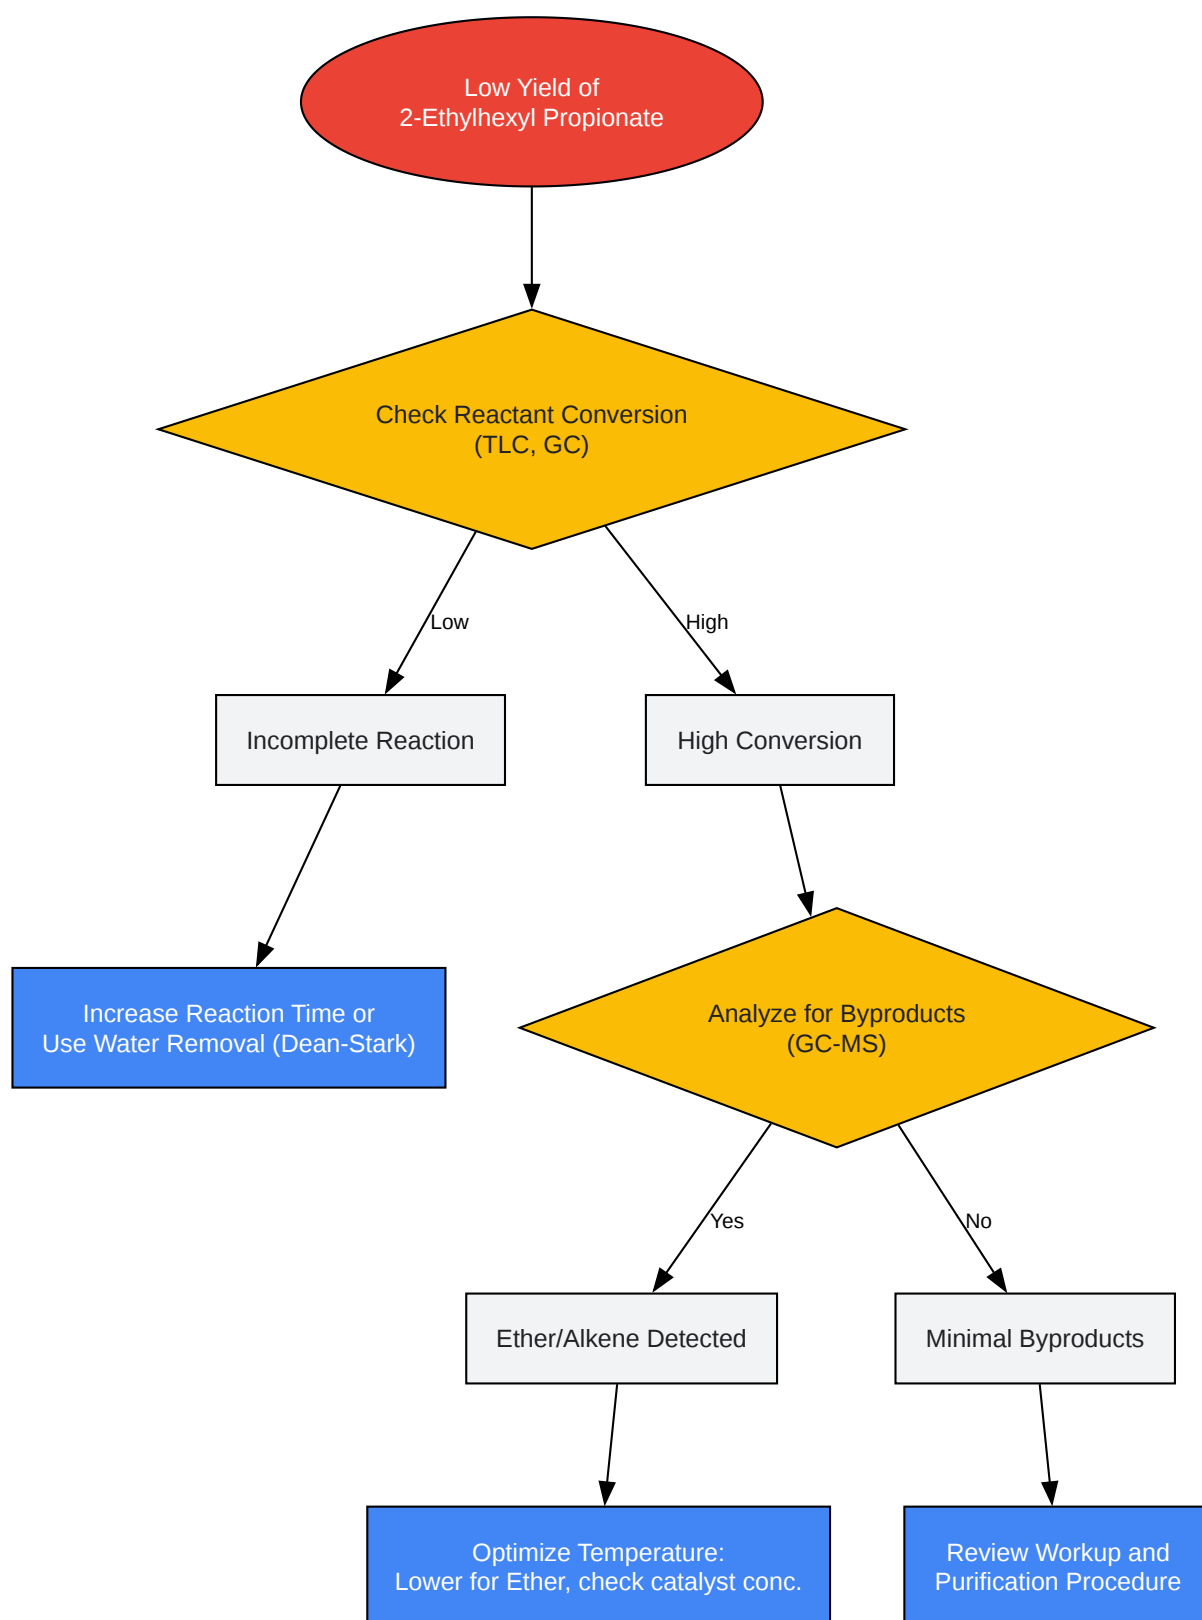 Low Yield of
2-Ethylhexyl Propionate
Check Reactant Conversion
(TLC, GC)
Low
High
Incomplete Reaction
High Conversion
Increase Reaction Time or
Use Water Removal (Dean-Stark)
Analyze for Byproducts
(GC-MS)
Yes
No
Ether/Alkene Detected
Minimal Byproducts
Optimize Temperature:
Lower for Ether, check catalyst conc.
Review Workup and
Purification Procedure